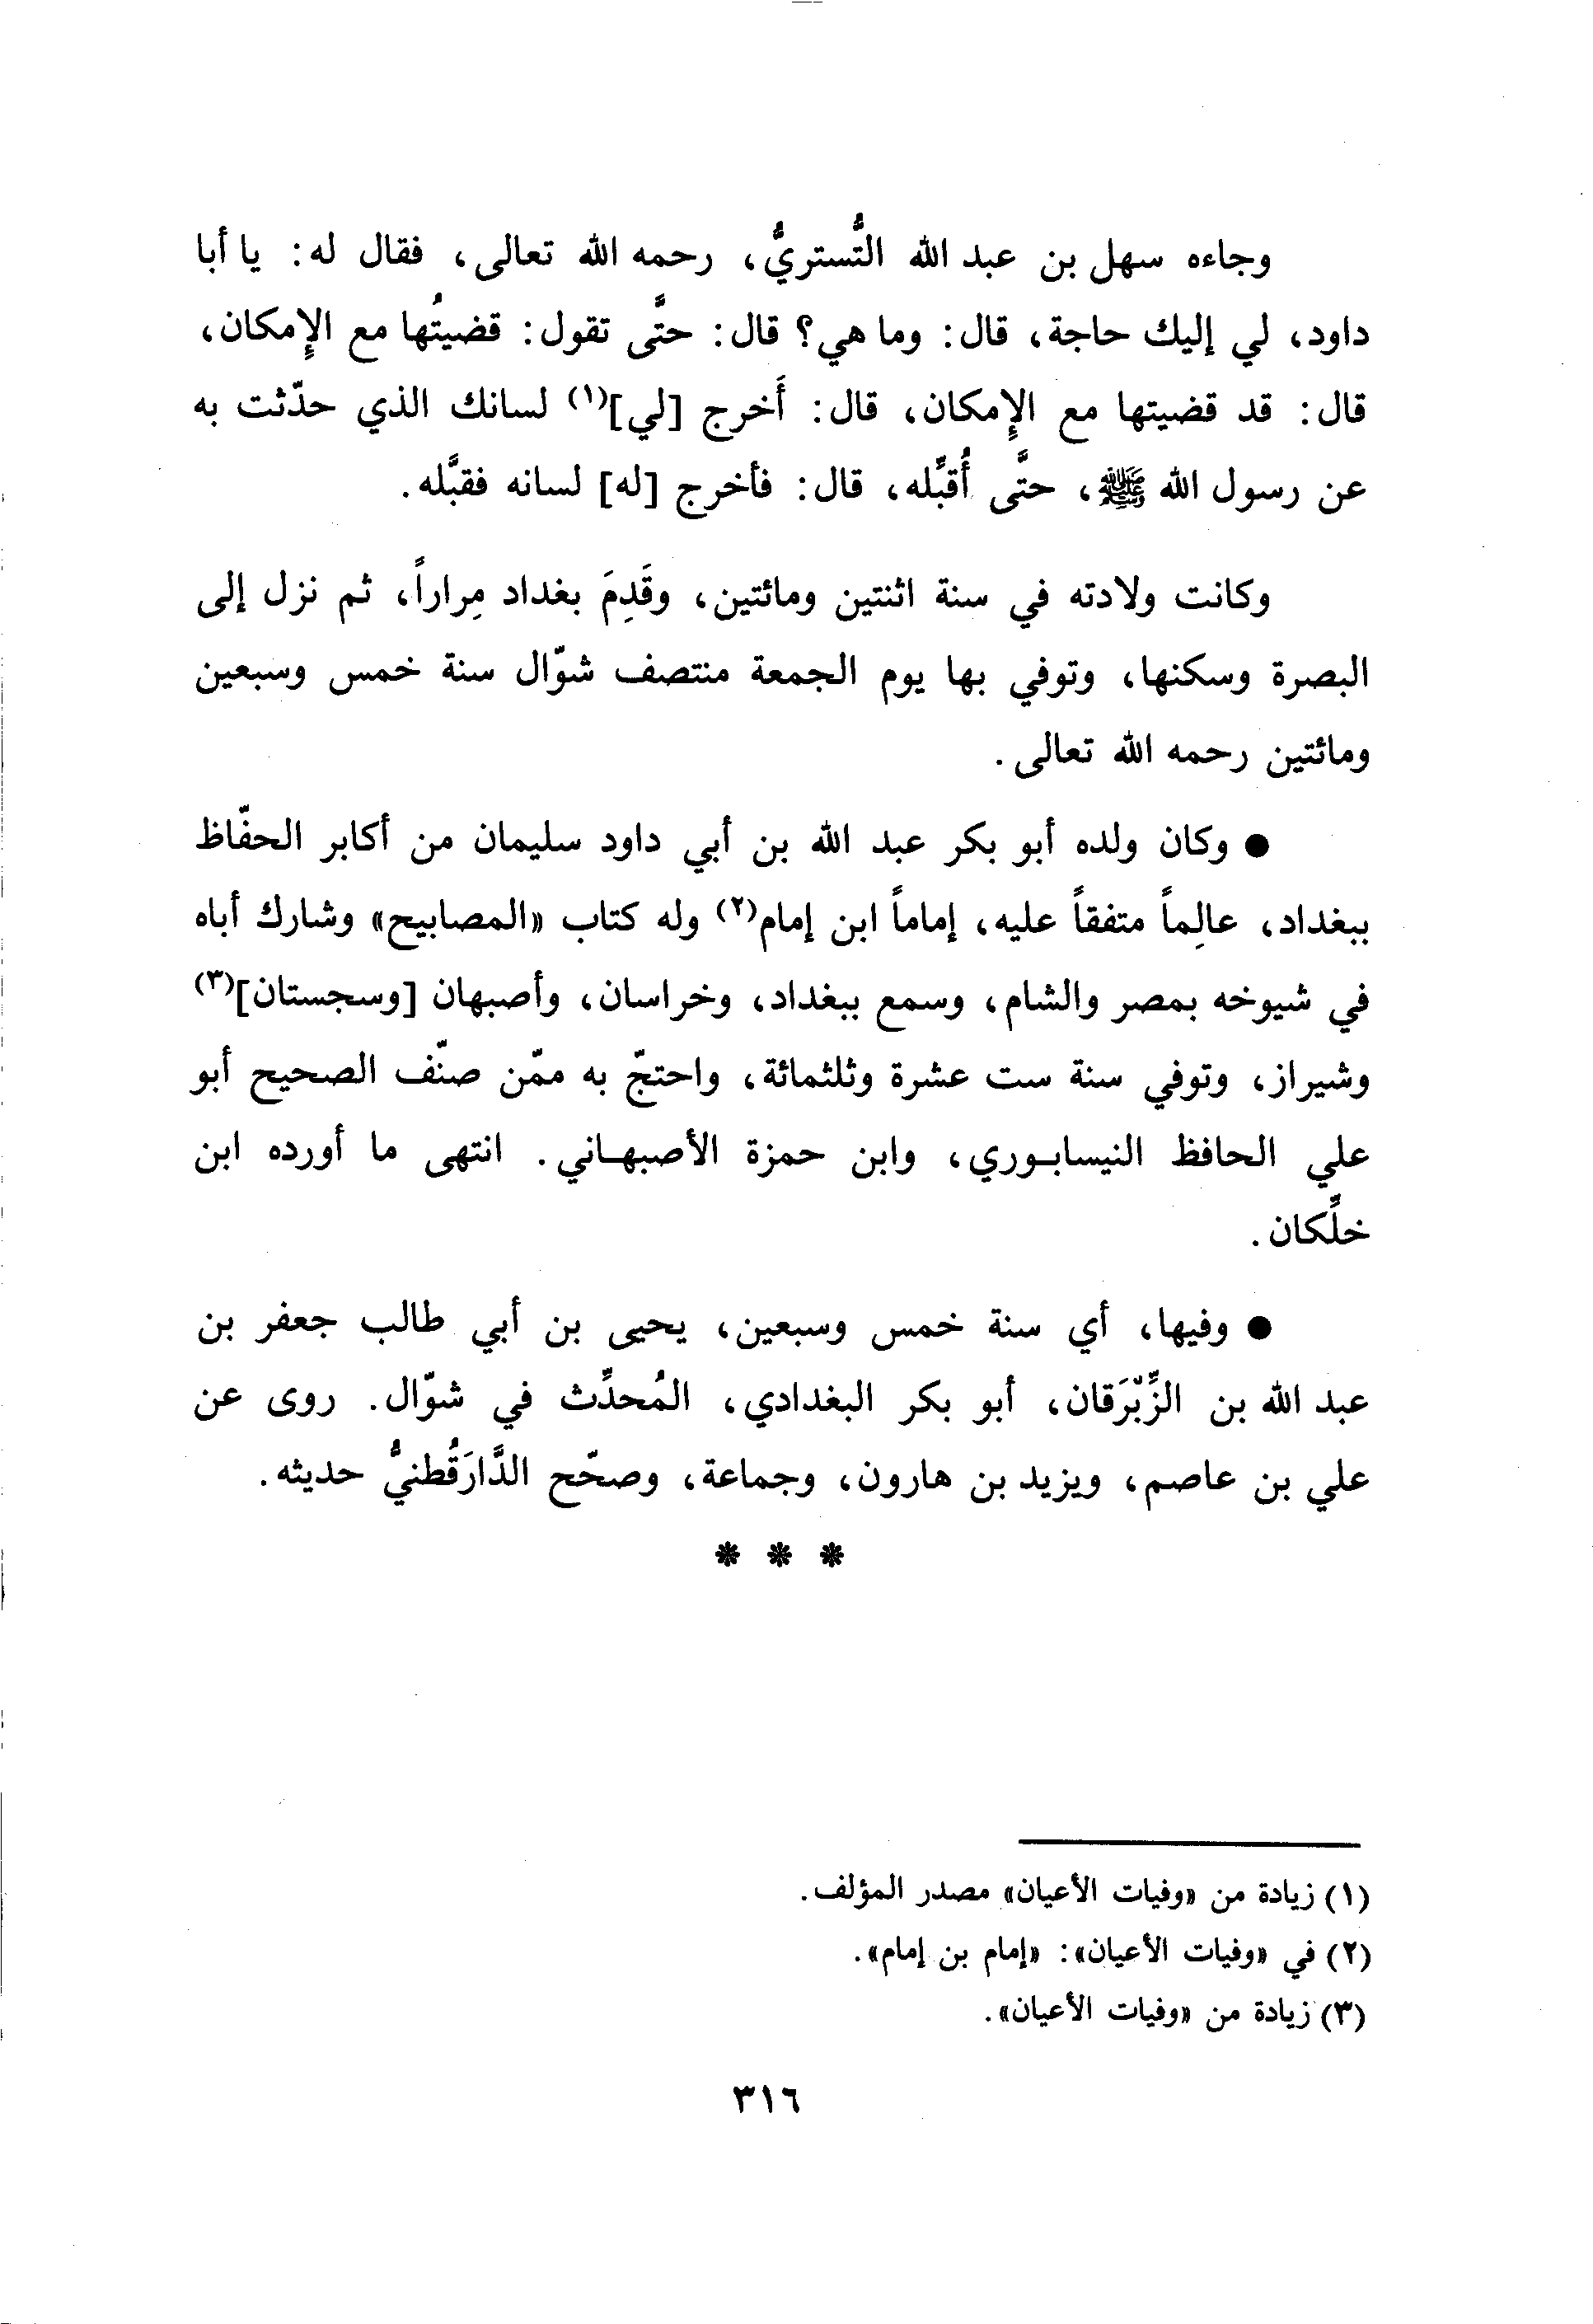 وجاءه سهل بن عبد الله التُّستريُّ، رحمه الله تعالى، فقال له: يا أبا
داود، لي إليك حاجة، قال: وما هي؟ قال: حتَّى تقول: قضيتُها مع الإِمكان،
قال: قد قضيتها مع الإِمكان، قال: أَخرج [لي](١) لسانك الذي حدّثت به
عن رسول الله ﷺ، حتَّى أُقبِّله، قال: فأخرج [له] لسانه فقبَّله.
وكانت ولادته في سنة اثنتين ومائتين، وقَدِمَ بغداد مِراراً، ثم نزل إلى
البصرة وسكنها، وتوفي بها يوم الجمعة منتصف شوّال سنة خمس وسبعين
ومائتين رحمه الله تعالى.
● وكان ولده أبو بكر عبد الله بن أبي داود سليمان من أكابر الحفّاظ
ببغداد، عالِماً متفقاً عليه، إماماً ابن إمام(٢) وله كتاب «المصابيح» وشارك أباه
في شيوخه بمصر والشام، وسمع ببغداد، وخراسان، وأصبهان [وسجستان](٣)
وشيراز، وتوفي سنة ست عشرة وثلثمائة، واحتجّ به ممّن صنّف الصحيح أبو
علي الحافظ النيسابوري، وابن حمزة الأصبهاني. انتهى ما أورده ابن
خلِّكان.
● وفيها، أي سنة خمس وسبعين، يحيى بن أبي طالب جعفر بن
عبد الله بن الزِّبْرَقان، أبو بكر البغدادي، المُحدِّث في شوّال. روى عن
علي بن عاصم، ويزيد بن هارون، وجماعة، وصحّح الدَّارَقُطنيُّ حديثه.
* * *
(١) زيادة من «وفيات الأعيان» مصدر المؤلف.
(٢) في «وفيات الأعيان»: «إمام بن إمام».
(٣) زيادة من «وفيات الأعيان».
٣١٦